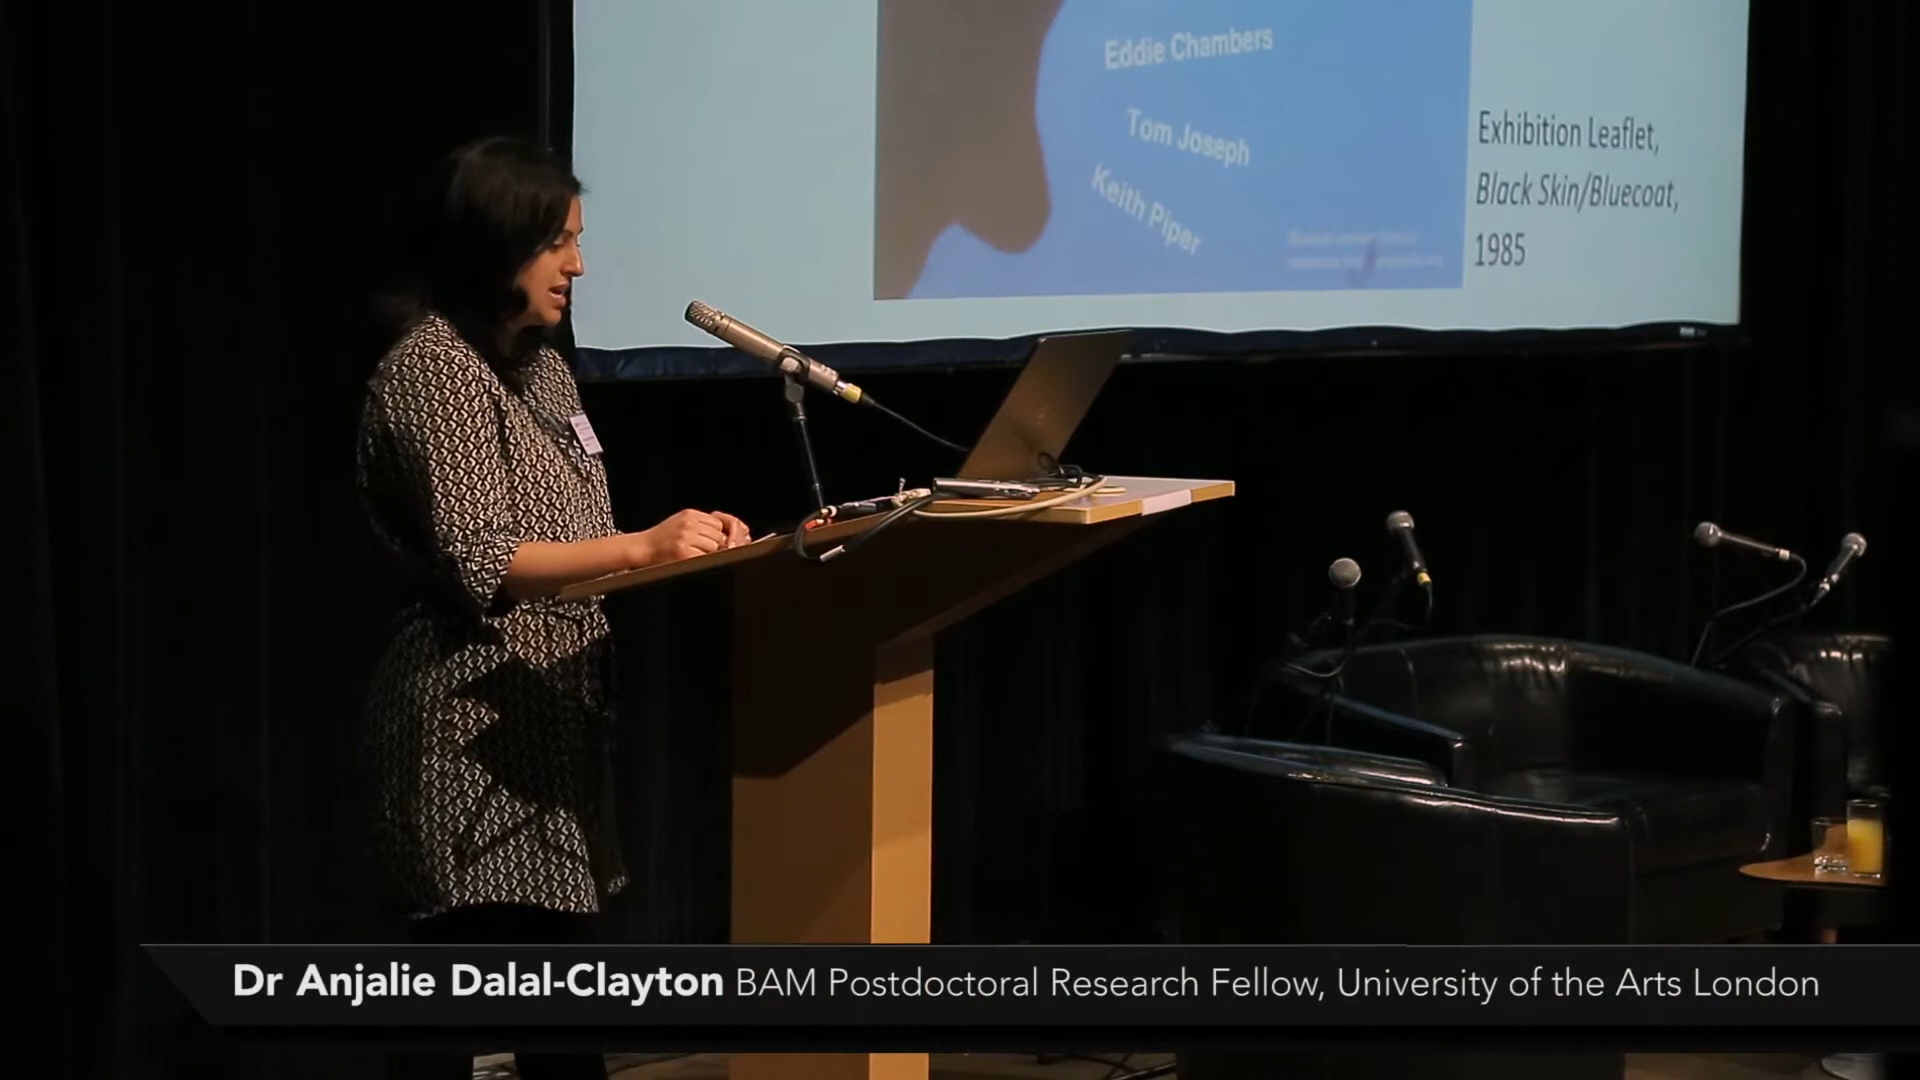 Eddie Chambers
Tom Joseph
Keith Piper
Exhibition Leaflet,
Black Skin/Bluecoat,
1985
Dr Anjalie Dalal-Clayton BAM Postdoctoral Research Fellow, University of the Arts London